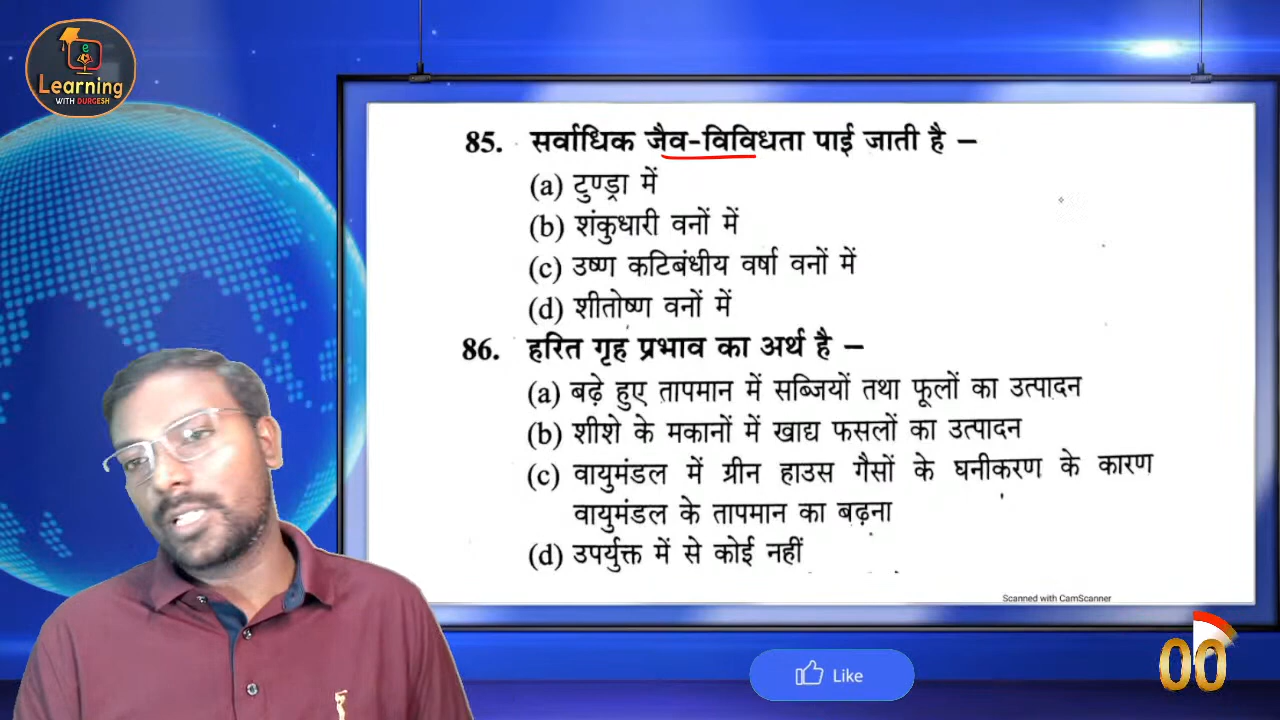 e
Learning
WITH DURGESH
85. सर्वाधिक जैव-विविधता पाई जाती है –
(a) टुण्ड्रा में
(b) शंकुधारी वनों में
(c) उष्ण कटिबंधीय वर्षा वनों में
(d) शीतोष्ण वनों में
86. हरित गृह प्रभाव का अर्थ है –
(a) बढ़े हुए तापमान में सब्जियों तथा फूलों का उत्पादन
(b) शीशे के मकानों में खाद्य फसलों का उत्पादन
(c) वायुमंडल में ग्रीन हाउस गैसों के घनीकरण के कारण
वायुमंडल के तापमान का बढ़ना
(d) उपर्युक्त में से कोई नहीं
Scanned with CamScanner
Like
00